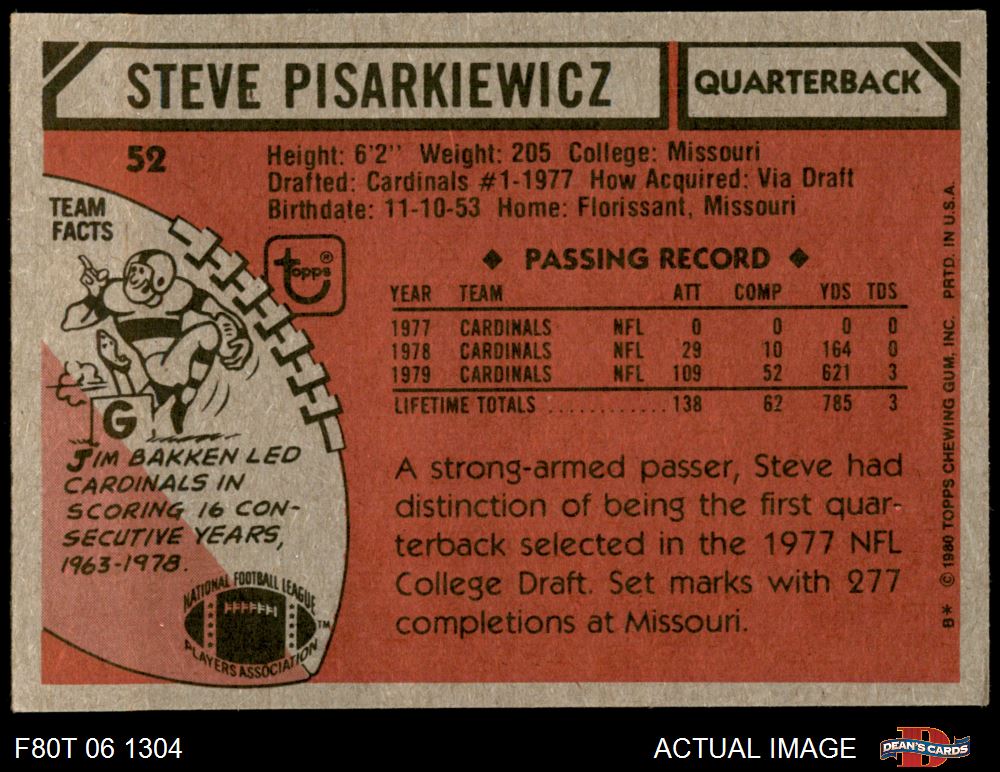 STEVE PISARKIEWICZ QUARTERBACK
52
Height: 6'2'' Weight: 205 College: Missouri
Drafted: Cardinals #1-1977 How Acquired: Via Draft
Birthdate: 11-10-53 Home: Florissant, Missouri
TEAM
FACTS
topps®
G
JIM BAKKEN LED
CARDINALS IN
SCORING 16 CON-
SECUTIVE YEARS,
1963-1978.
NATIONAL FOOTBALL LEAGUE
PLAYERS ASSOCIATION
TM
◆ PASSING RECORD ◆
YEAR TEAM ATT COMP YDS TDS
1977 CARDINALS NFL 0 0 0 0
1978 CARDINALS NFL 29 10 164 0
1979 CARDINALS NFL 109 52 621 3
LIFETIME TOTALS ............ 138 62 785 3
A strong-armed passer, Steve had
distinction of being the first quar-
terback selected in the 1977 NFL
College Draft. Set marks with 277
completions at Missouri.
8* © 1980 TOPPS CHEWING GUM, INC. PRTD. IN U.S.A.
F80T 06 1304 ACTUAL IMAGE D DEAN'S CARDS